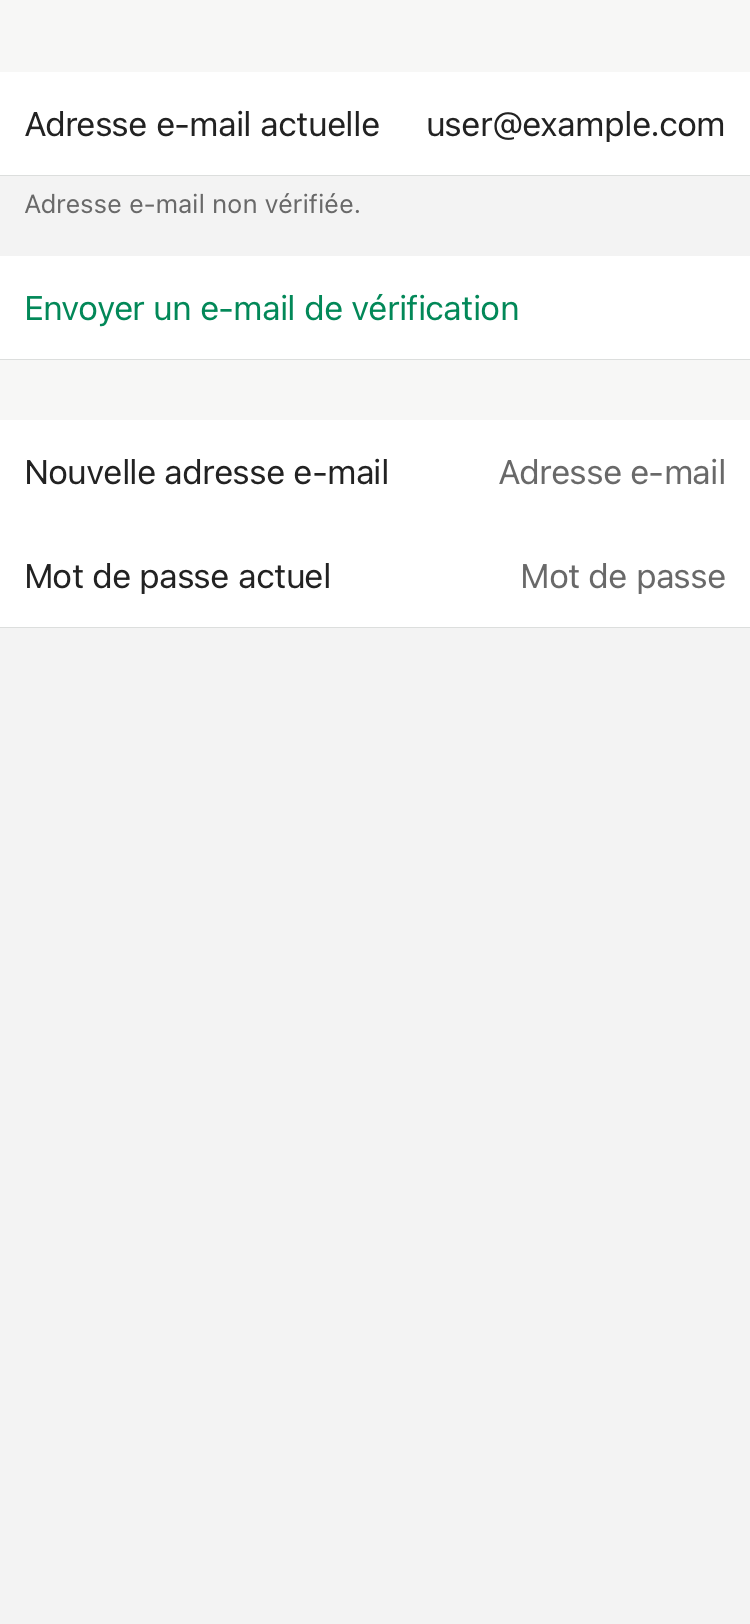 Adresse e-mail actuelle user@example.com
Adresse e-mail non vérifiée.
Envoyer un e-mail de vérification
Nouvelle adresse e-mail Adresse e-mail
Mot de passe actuel Mot de passe